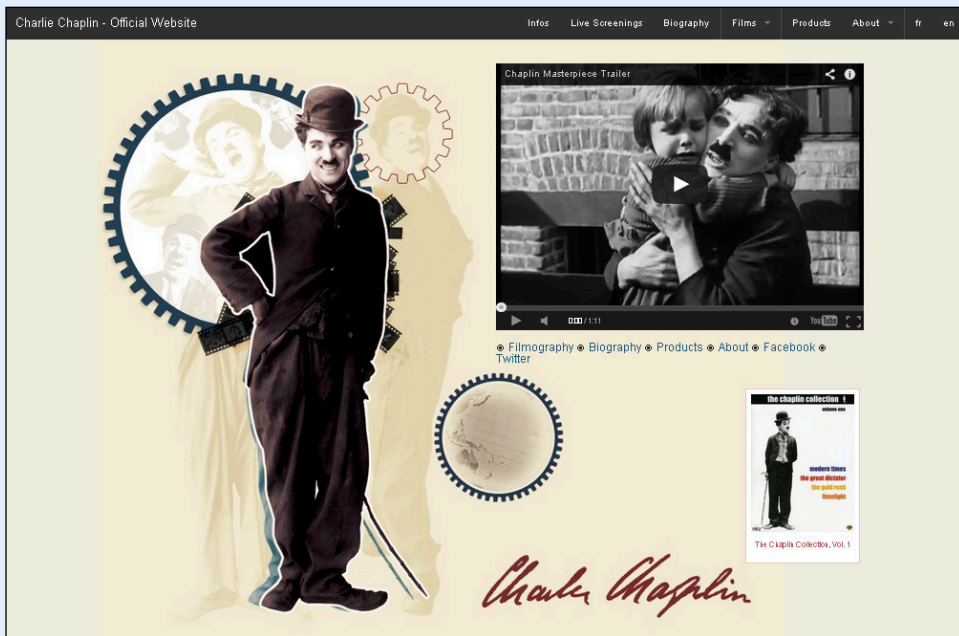 Charlie Chaplin - Official Website
Infos Live Screenings Biography Films Products About fr en
Chaplin Masterpiece Trailer
0:00 / 1:11
YouTube
Filmography Biography Products About Facebook
Twitter
the chaplin collection
volume one
modern times
the great dictator
the gold rush
limelight
The Chaplin Collection, Vol. 1
Charles Chaplin